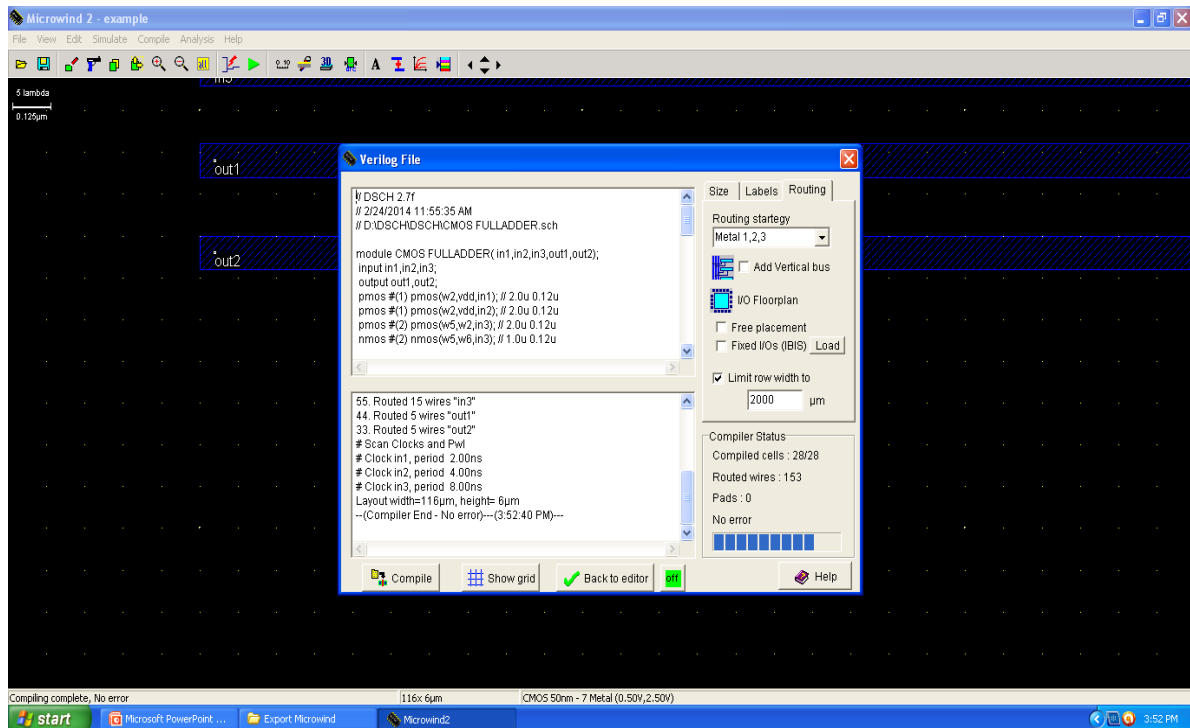 Microwind 2 - example
File View Edit Simulate Compile Analysis Help
5 lambda
0.125µm
in3
out1
out2
Verilog File
// DSCH 2.7f
// 2/24/2014 11:55:35 AM
// D:\DSCH\DSCH\CMOS FULLADDER.sch
module CMOS FULLADDER( in1,in2,in3,out1,out2);
input in1,in2,in3;
output out1,out2;
pmos #(1) pmos(w2,vdd,in1); // 2.0u 0.12u
pmos #(1) pmos(w2,vdd,in2); // 2.0u 0.12u
pmos #(2) pmos(w5,w2,in3); // 2.0u 0.12u
nmos #(2) nmos(w5,w6,in3); // 1.0u 0.12u
55. Routed 15 wires "in3"
44. Routed 5 wires "out1"
33. Routed 5 wires "out2"
# Scan Clocks and Pwl
# Clock in1, period 2.00ns
# Clock in2, period 4.00ns
# Clock in3, period 8.00ns
Layout width=116µm, height= 6µm
--(Compiler End - No error)---(3:52:40 PM)---
Size Labels Routing
Routing startegy
Metal 1,2,3
Add Vertical bus
I/O Floorplan
Free placement
Fixed I/Os (IBIS) Load
Limit row width to
2000 µm
Compiler Status
Compiled cells : 28/28
Routed wires : 153
Pads : 0
No error
Compile Show grid Back to editor off Help
Compiling complete, No error 116x 6µm CMOS 50nm - 7 Metal (0.50V,2.50V)
start Microsoft PowerPoint ... Export Microwind Microwind2 3:52 PM